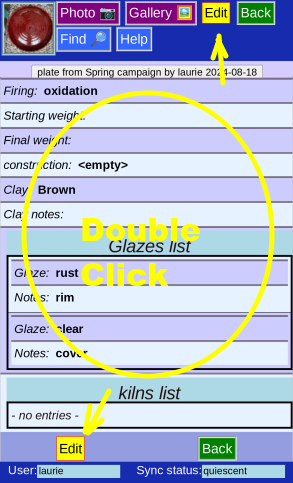 Photo 📷 Gallery 🖼️ Edit Back
Find 🔎 Help
plate from Spring campaign by laurie 2024-08-18
Firing: oxidation
Starting weight:
Final weight:
construction: <empty>
Clay: Brown
Clay notes:
Double
Glazes list
Click
Glaze: rust
Notes: rim
Glaze: clear
Notes: cover
kilns list
- no entries -
Edit Back
User: laurie Sync status: quiescent